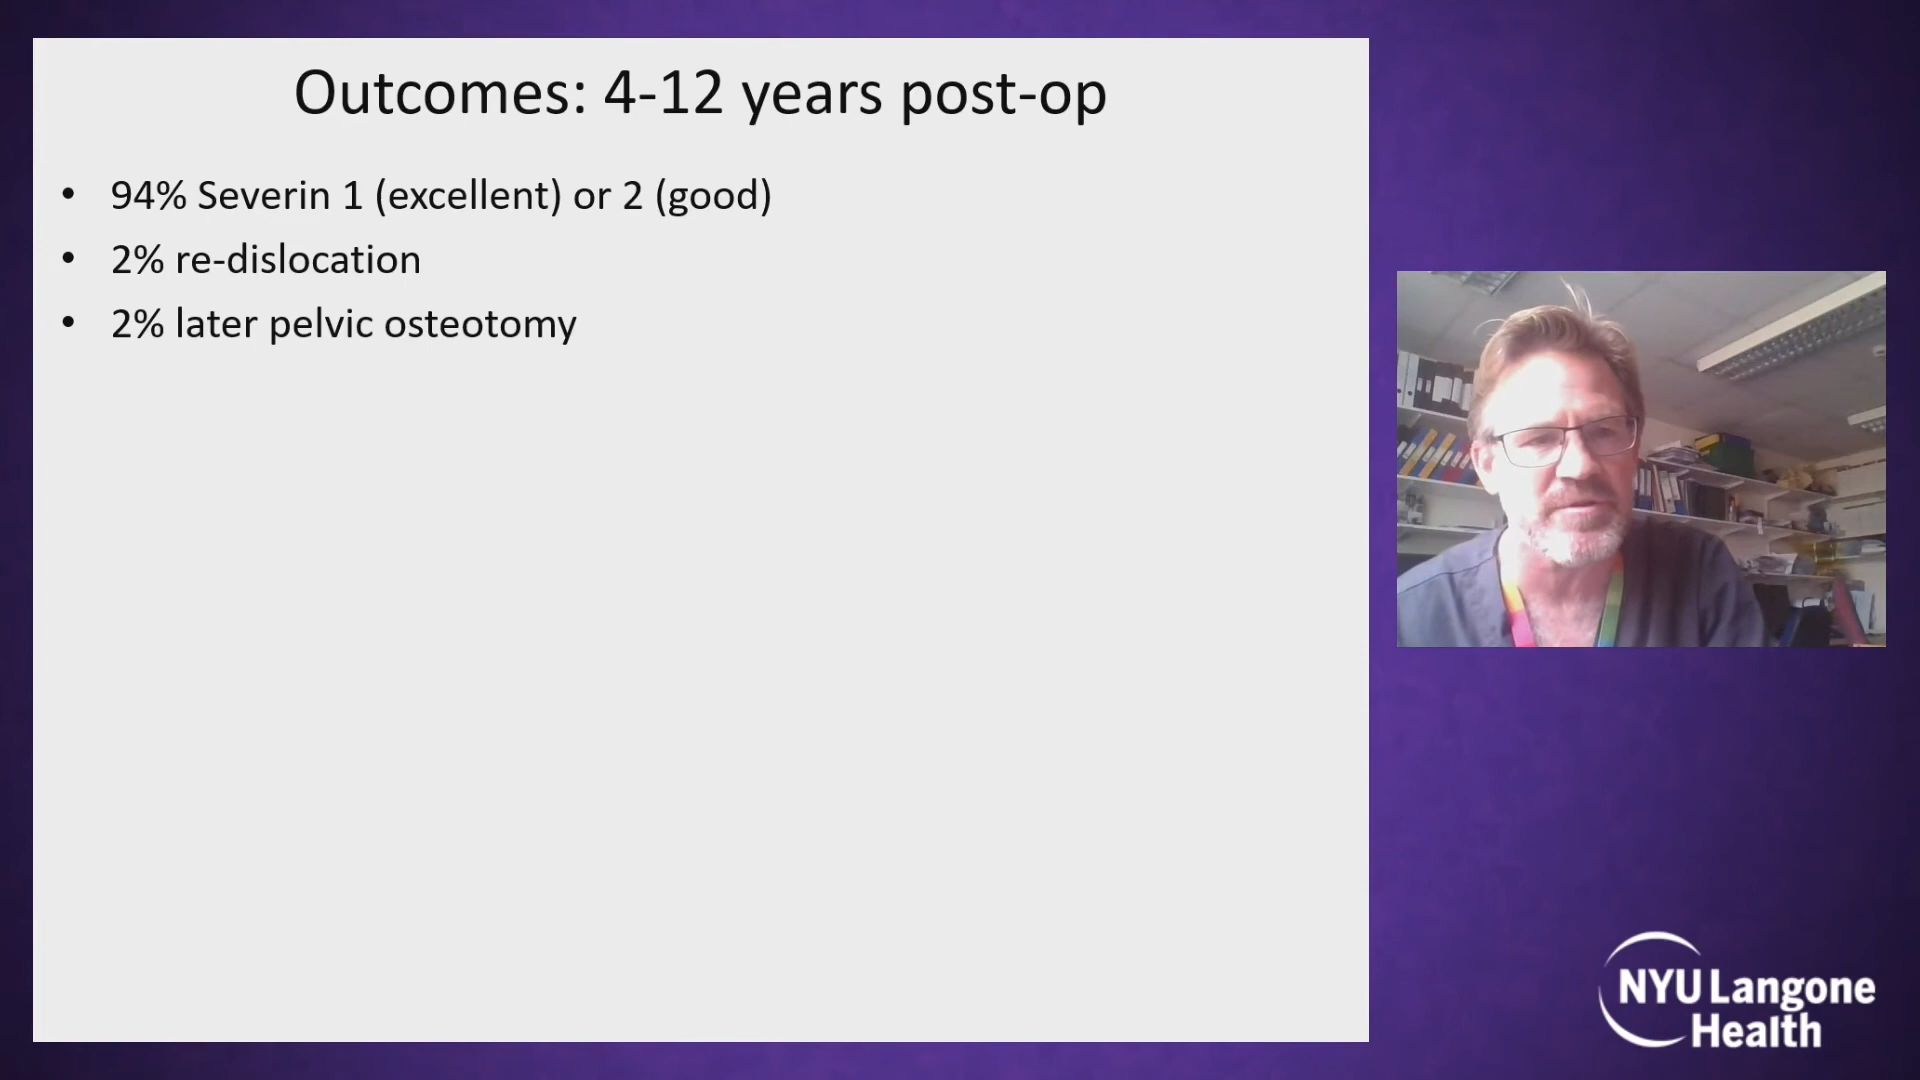 Outcomes: 4-12 years post-op
• 94% Severin 1 (excellent) or 2 (good)
• 2% re-dislocation
• 2% later pelvic osteotomy
NYU Langone
Health